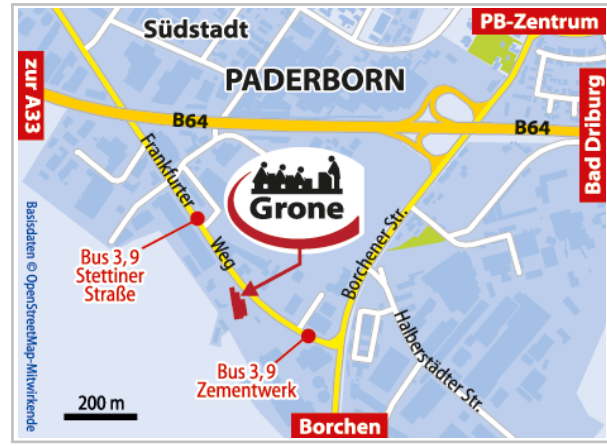 Südstadt
PB-Zentrum
zur A33
PADERBORN
B64
B64
Bad Driburg
Frankfurter
Weg
Grone
Bus 3, 9
Stettiner
Straße
Borchener Str.
Halberstädter Str.
Bus 3, 9
Zementwerk
200 m
Borchen
Basisdaten © OpenStreetMap-Mitwirkende